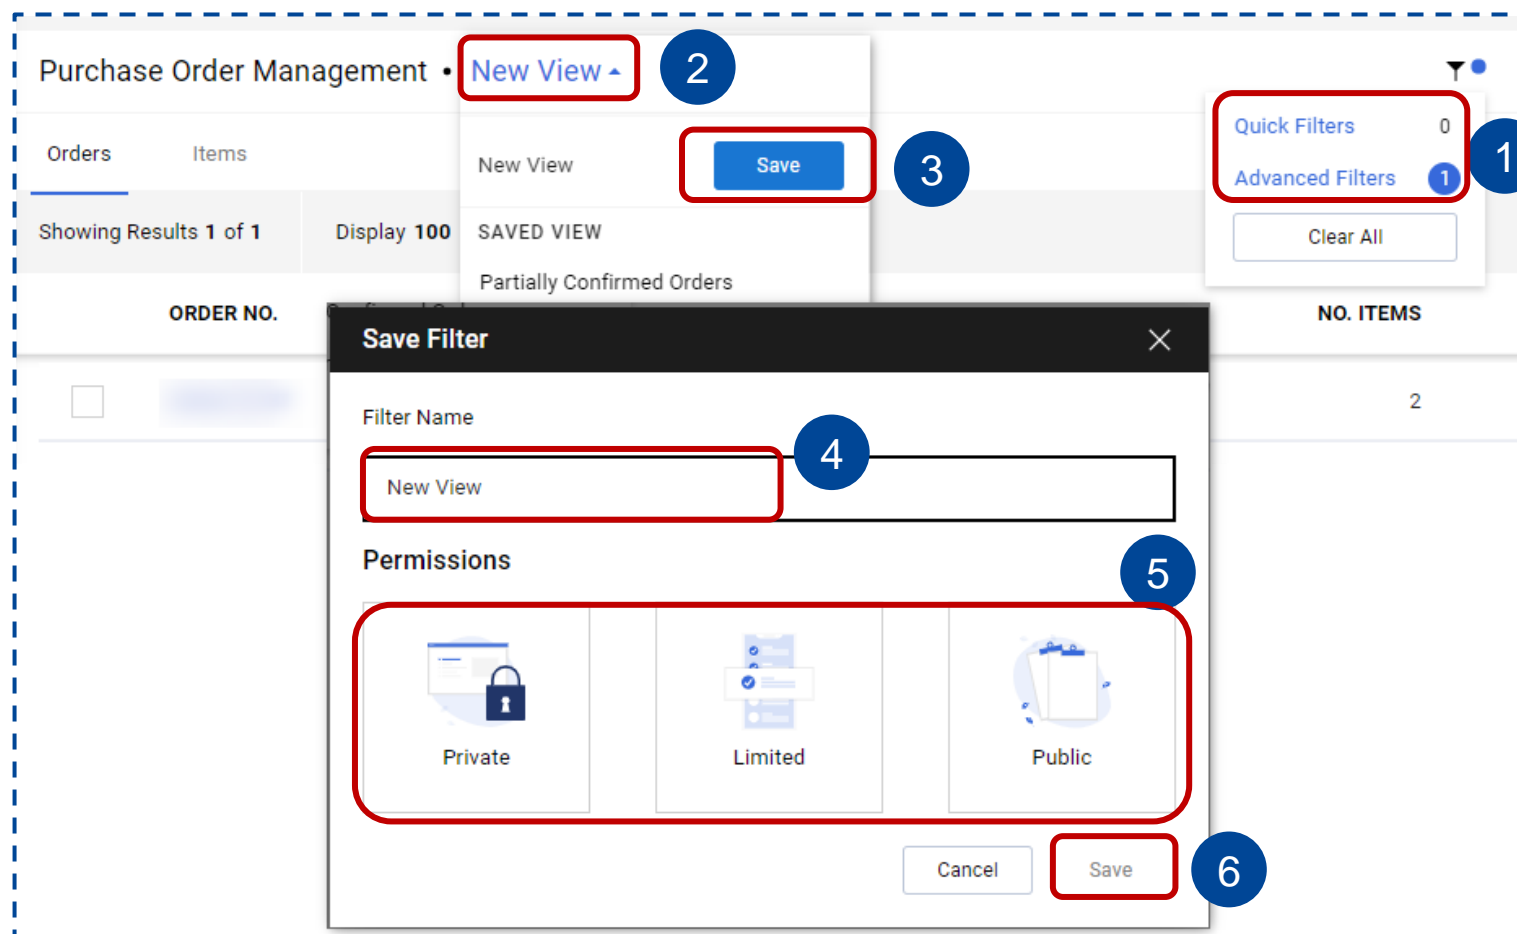 Purchase Order Management • New View
2
Quick Filters 0
1
Orders Items
New View Save
3
Advanced Filters 1
Showing Results 1 of 1 Display 100
SAVED VIEW
Clear All
Partially Confirmed Orders
ORDER NO.
NO. ITEMS
Save Filter
2
Filter Name
4
New View
Permissions
5
Private Limited Public
Cancel Save
6